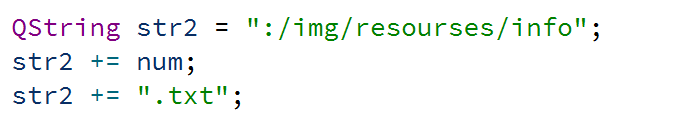 QString str2 = ":/img/resourses/info";
str2 += num;
str2 += ".txt";